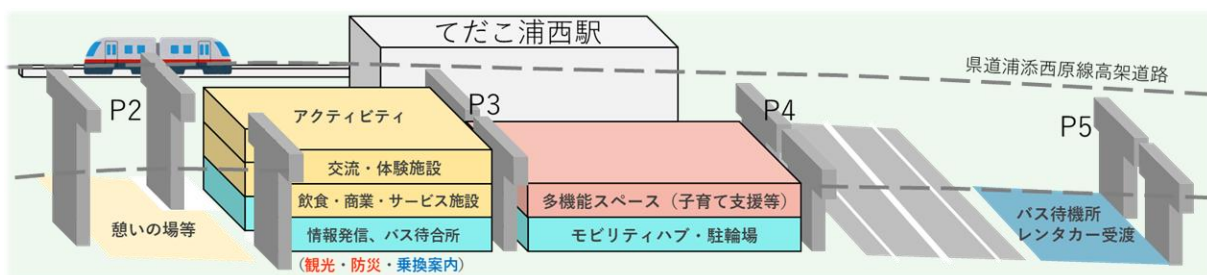 てだこ浦西駅
県道浦添西原線高架道路
P2
P3
P4
P5
アクティビティ
交流・体験施設
飲食・商業・サービス施設
情報発信、バス待合所
(観光・防災・乗換案内)
多機能スペース(子育て支援等)
モビリティハブ・駐輪場
憩いの場等
バス待機所
レンタカー受渡